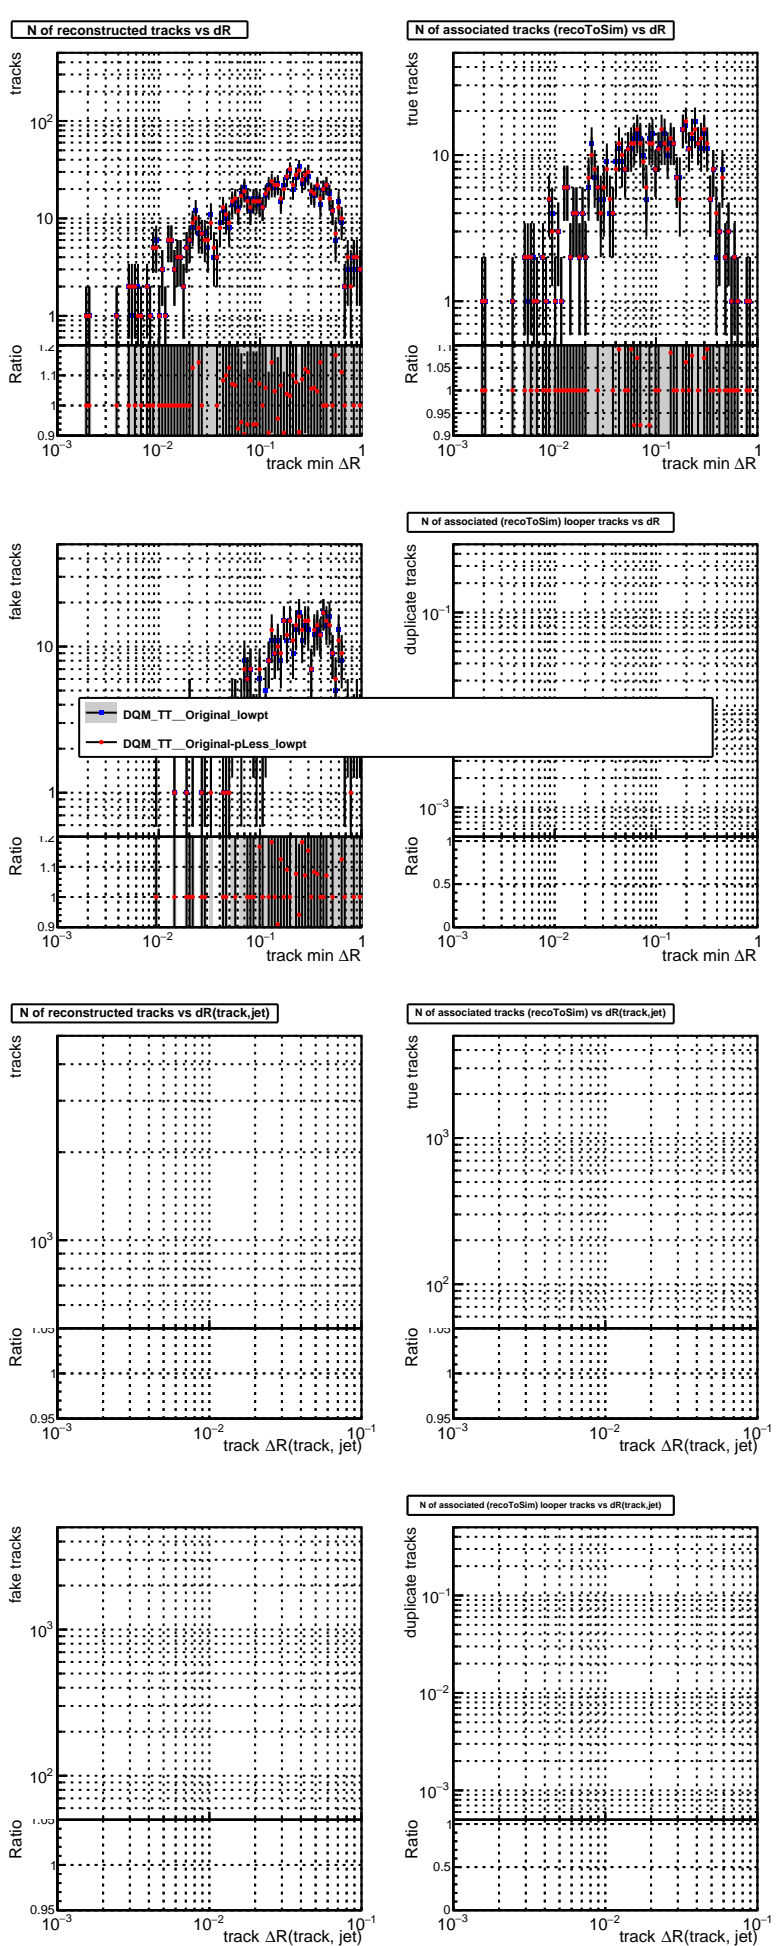 N of reconstructed tracks vs dR
tracks
10²
10
1
Ratio
1.2
1.1
1
0.9
10⁻³ 10⁻² 10⁻¹ 1
track min ΔR
N of associated tracks (recoToSim) vs dR
true tracks
10
1
Ratio
1.1
1.05
1
0.95
0.9
10⁻³ 10⁻² 10⁻¹ 1
track min ΔR
fake tracks
10
1
Ratio
1.2
1.1
1
0.9
10⁻³ 10⁻² 10⁻¹ 1
track min ΔR
N of associated (recoToSim) looper tracks vs dR
duplicate tracks
10⁻¹
10⁻³
Ratio
1
0.5
0
10⁻³ 10⁻² 10⁻¹ 1
track min ΔR
DQM_TT__Original_lowpt
DQM_TT__Original-pLess_lowpt
N of reconstructed tracks vs dR(track,jet)
tracks
10³
Ratio
1.05
1
0.95
10⁻³ 10⁻² 10⁻¹
track ΔR(track, jet)
N of associated tracks (recoToSim) vs dR(track,jet)
true tracks
10³
10²
Ratio
1.05
1
0.95
10⁻³ 10⁻² 10⁻¹
track ΔR(track, jet)
fake tracks
10³
10²
Ratio
1.05
1
0.95
10⁻³ 10⁻² 10⁻¹
track ΔR(track, jet)
N of associated (recoToSim) looper tracks vs dR(track,jet)
duplicate tracks
10⁻¹
10⁻²
10⁻³
Ratio
1
0.5
0
10⁻³ 10⁻² 10⁻¹
track ΔR(track, jet)